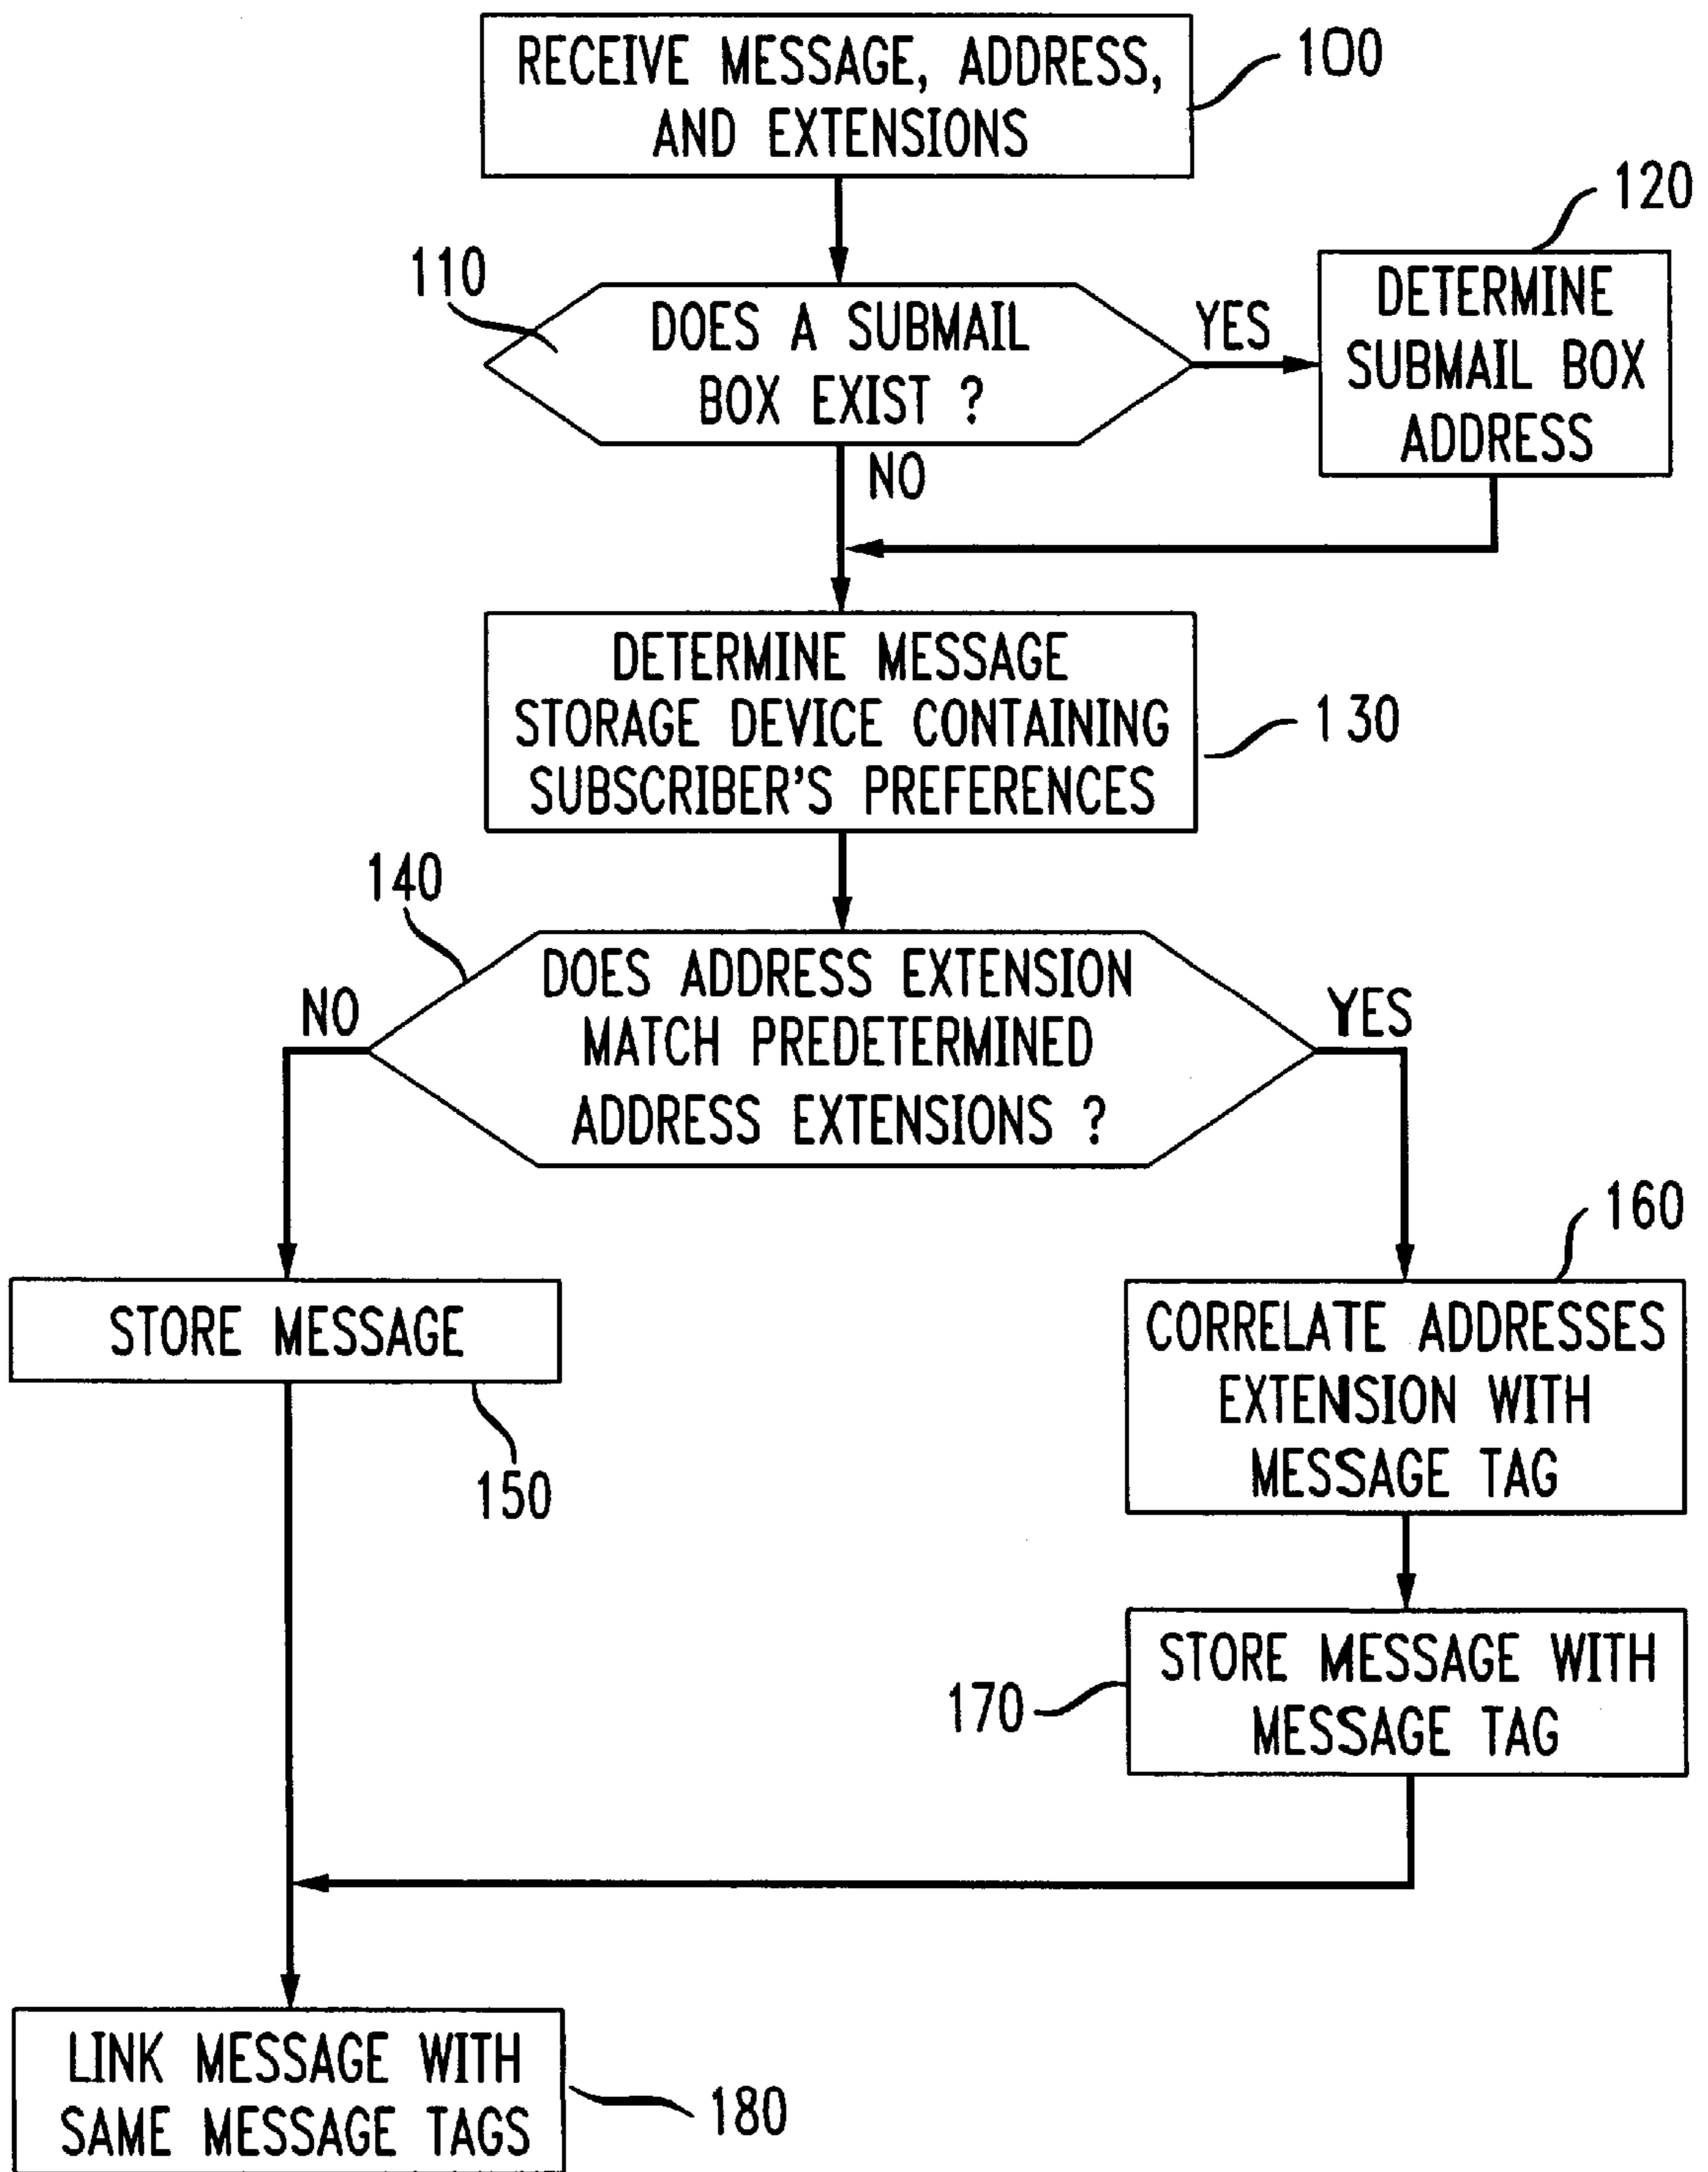 RECEIVE MESSAGE, ADDRESS,
AND EXTENSIONS
100
110
DOES A SUBMAIL
BOX EXIST ?
YES
120
DETERMINE
SUBMAIL BOX
ADDRESS
NO
DETERMINE MESSAGE
STORAGE DEVICE CONTAINING
SUBSCRIBER'S PREFERENCES
130
140
DOES ADDRESS EXTENSION
MATCH PREDETERMINED
ADDRESS EXTENSIONS ?
NO
YES
STORE MESSAGE
150
160
CORRELATE ADDRESSES
EXTENSION WITH
MESSAGE TAG
STORE MESSAGE WITH
MESSAGE TAG
170
LINK MESSAGE WITH
SAME MESSAGE TAGS
180